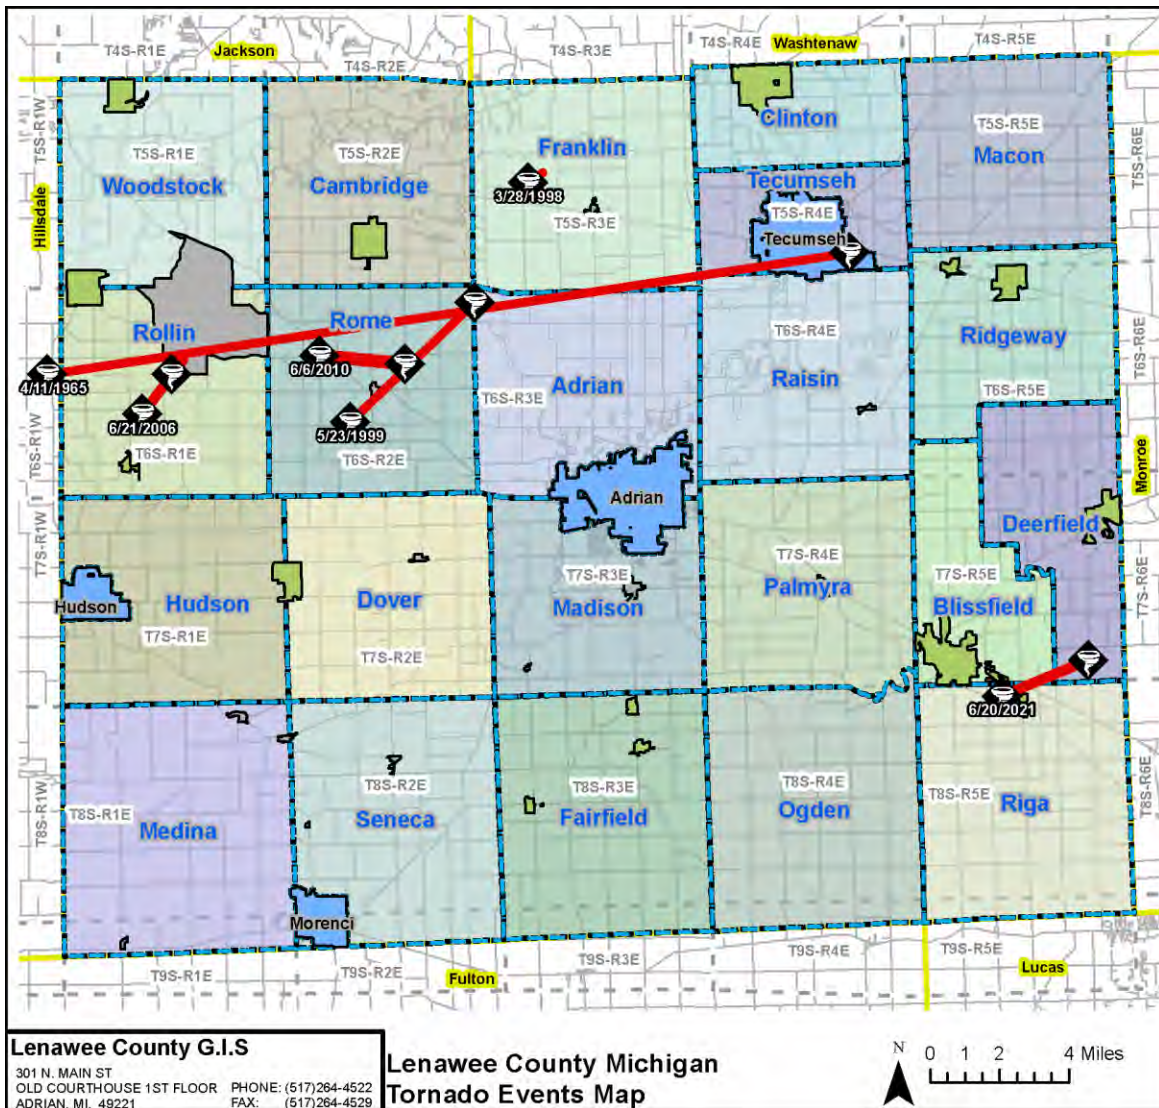 T4S-R1E
Jackson
T4S-R2E
T4S-R3E
T4S-R4E
Washtenaw
T4S-R5E
T5S-R1W
Clinton
T5S-R1E
Woodstock
T5S-R2E
Cambridge
Franklin
3/28/1998
T5S-R3E
Tecumseh
T5S-R4E
Tecumseh
T5S-R5E
Macon
T5S-R6E
Hillsdale
Rollin
Rome
4/11/1965
6/21/2006
T6S-R1E
6/6/2010
5/23/1999
T6S-R2E
T6S-R3E
Adrian
T6S-R4E
Raisin
Ridgeway
T6S-R5E
T6S-R6E
T6S-R1W
Monroe
Adrian
Deerfield
T7S-R1W
Hudson
Hudson
T7S-R1E
Dover
T7S-R2E
T7S-R3E
Madison
T7S-R4E
Palmyra
T7S-R5E
Blissfield
T7S-R6E
6/20/2021
T8S-R1W
T8S-R1E
Medina
T8S-R2E
Seneca
T8S-R3E
Fairfield
T8S-R4E
Ogden
T8S-R5E
Riga
T8S-R6E
Morenci
T9S-R1E
T9S-R2E
Fulton
T9S-R3E
T9S-R4E
T9S-R5E
Lucas
Lenawee County G.I.S
301 N. MAIN ST
OLD COURTHOUSE 1ST FLOOR PHONE: (517)264-4522
ADRIAN, MI. 49221 FAX: (517)264-4529
Lenawee County Michigan
Tornado Events Map
N
0 1 2 4 Miles